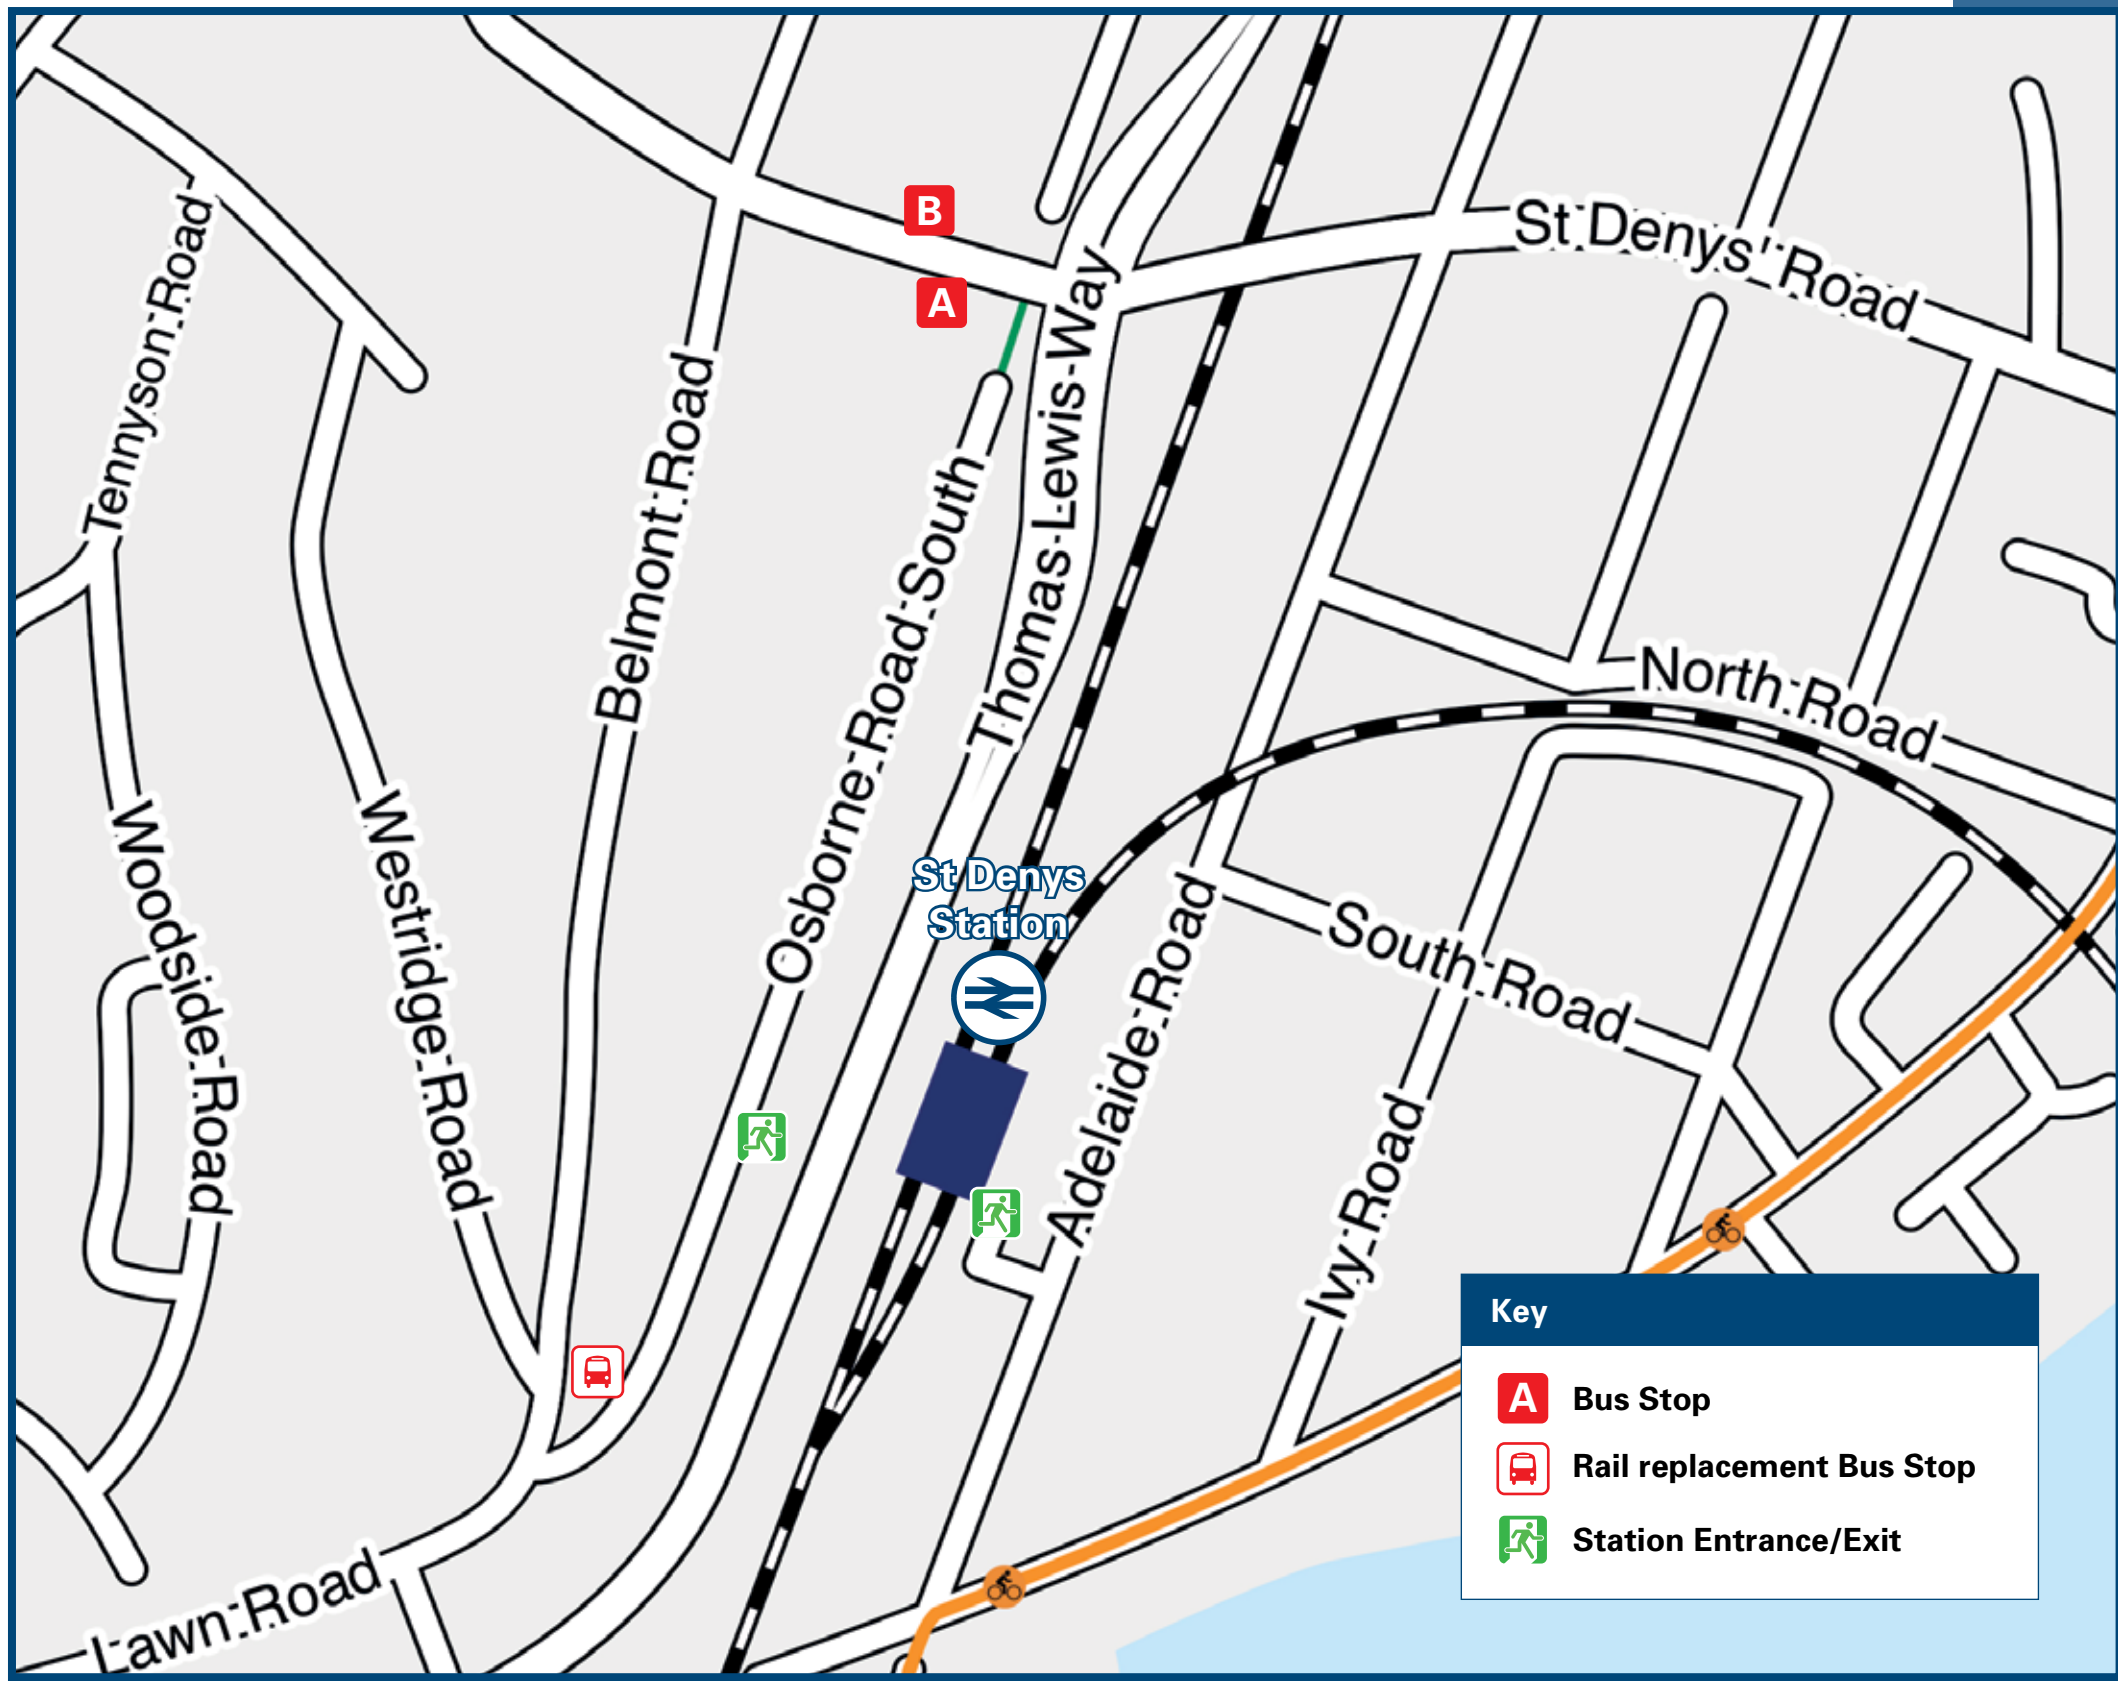 B
A
St Denys' Road
Tennyson Road
Belmont Road
Thomas Lewis Way
Osborne Road South
North Road
Woodside Road
Westridge Road
St Denys
Station
Adelaide Road
South Road
Ivy Road
Lawn Road
Key
A Bus Stop
Rail replacement Bus Stop
Station Entrance/Exit